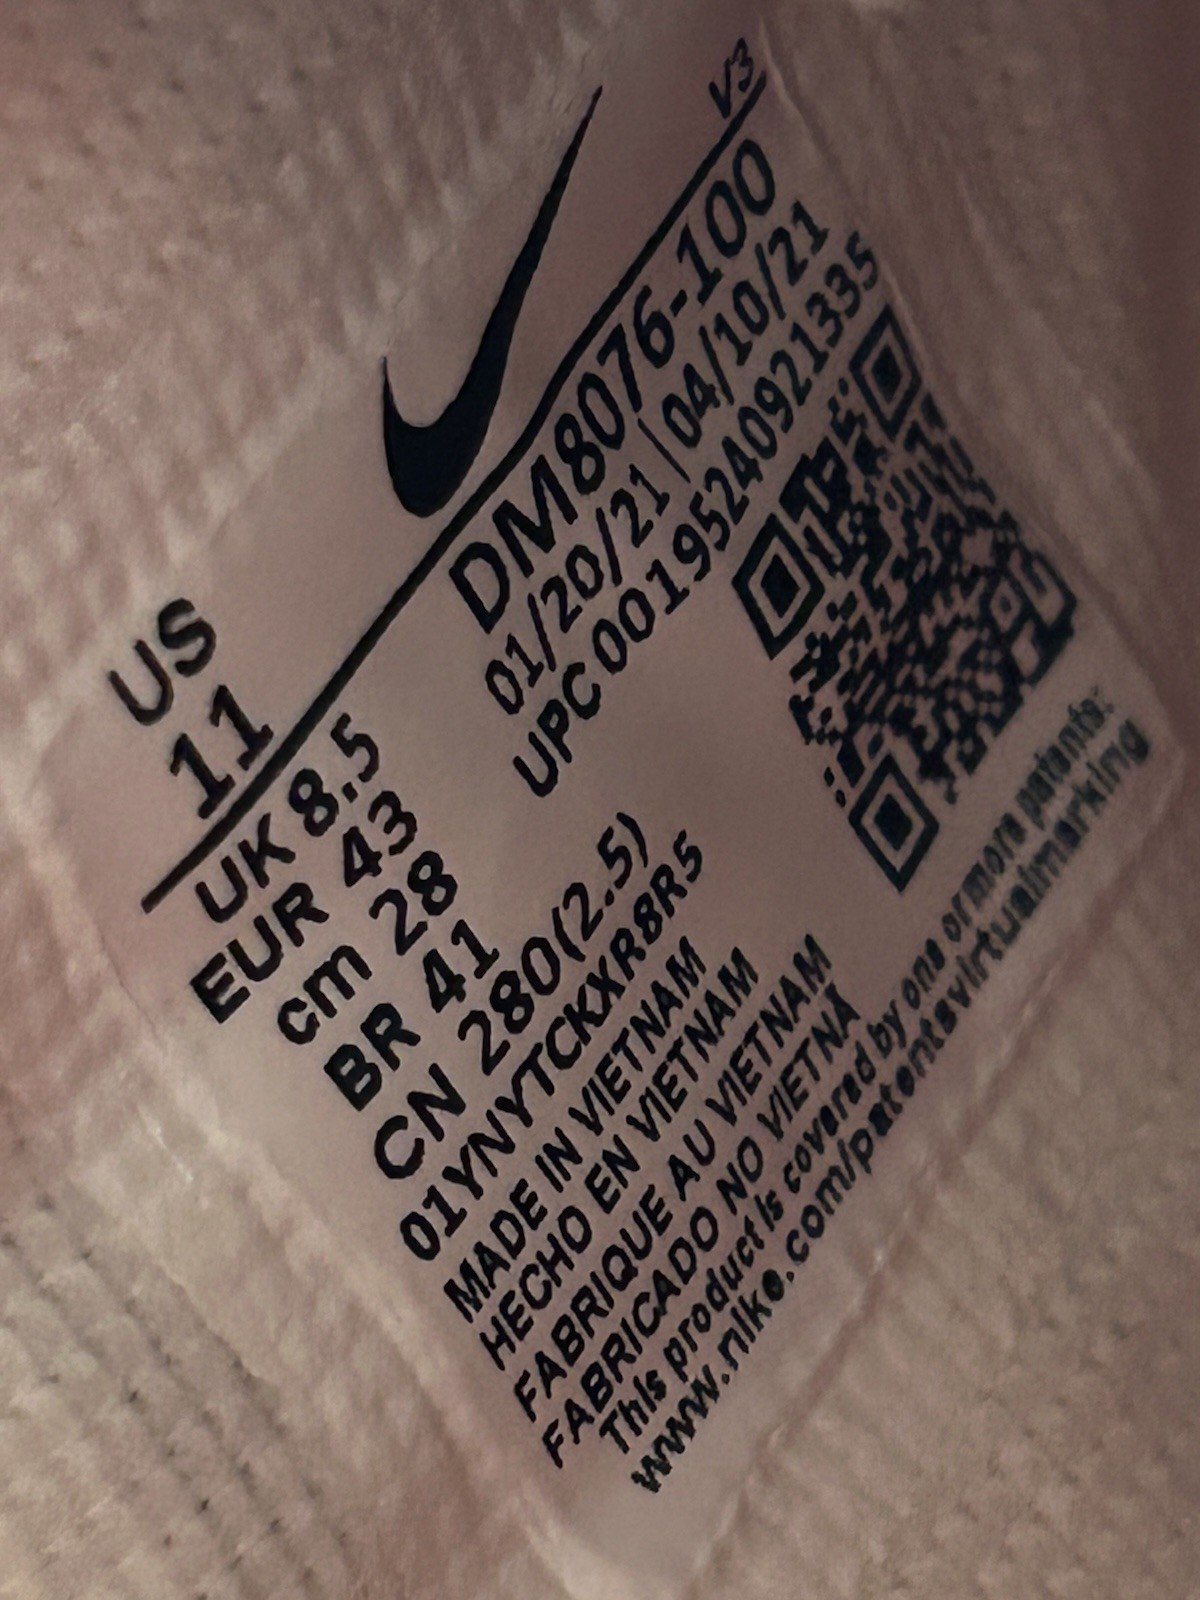 US
11
V3
UK 8.5
EUR 43
cm 28
BR 41
CN 280(2.5)
DM8076-100
01/20/21 | 04/10/21
UPC 00195240921335
01YNYTCKXR8R5
MADE IN VIETNAM
HECHO EN VIETNAM
FABRIQUE AU VIETNAM
FABRICADO NO VIETNÃ
This product is covered by one or more patents:
www.nike.com/patentsvirtualmarking